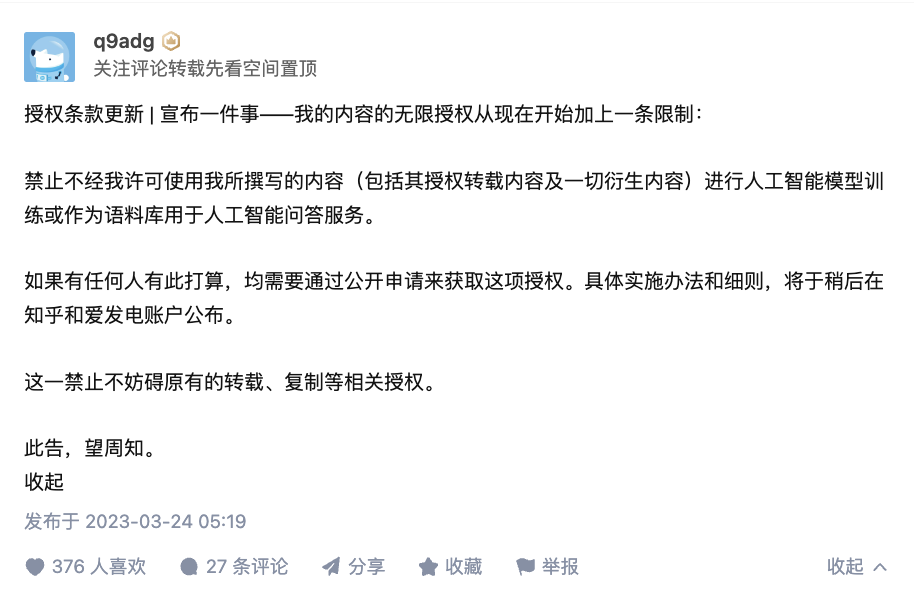 q9adg
关注评论转载先看空间置顶
授权条款更新 | 宣布一件事——我的内容的无限授权从现在开始加上一条限制：
禁止不经我许可使用我所撰写的内容（包括其授权转载内容及一切衍生内容）进行人工智能模型训
练或作为语料库用于人工智能问答服务。
如果有任何人有此打算，均需要通过公开申请来获取这项授权。具体实施办法和细则，将于稍后在
知乎和爱发电账户公布。
这一禁止不妨碍原有的转载、复制等相关授权。
此告，望周知。
收起
发布于 2023-03-24 05:19
376 人喜欢 27 条评论 分享 收藏 举报 收起